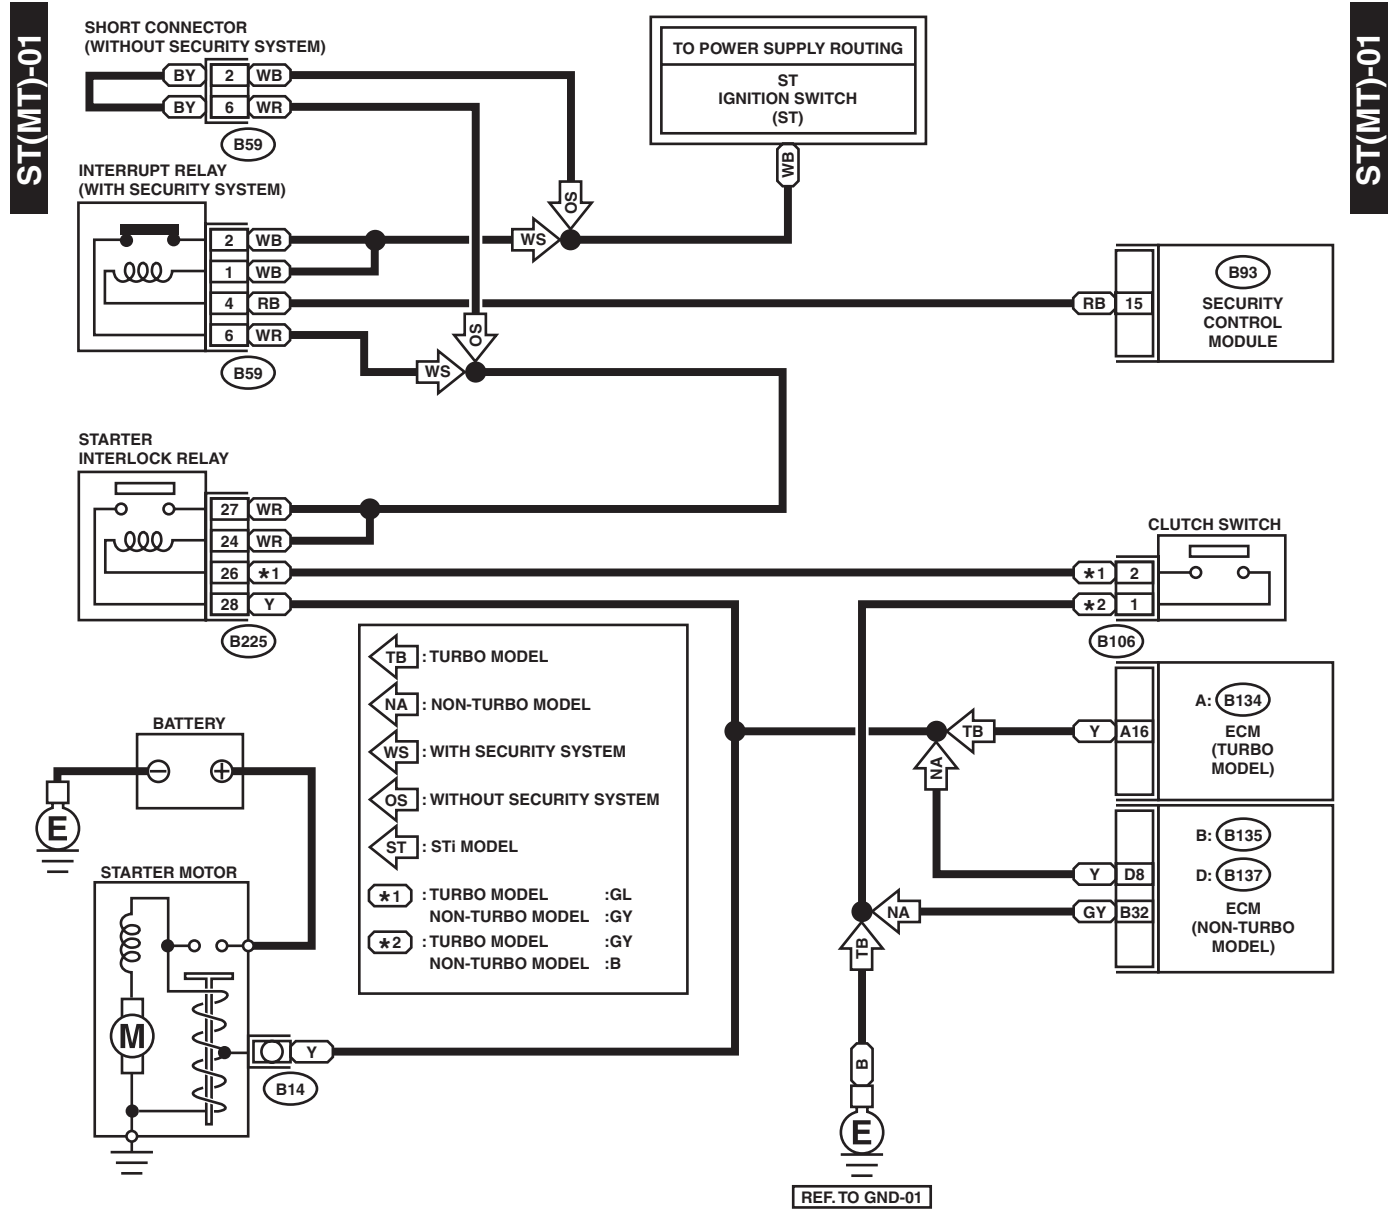 ST(MT)-01
ST(MT)-01
SHORT CONNECTOR
(WITHOUT SECURITY SYSTEM)
BY 2 WB
BY 6 WR
B59
TO POWER SUPPLY ROUTING
ST
IGNITION SWITCH
(ST)
WB
INTERRUPT RELAY
(WITH SECURITY SYSTEM)
OS
2 WB
WS
1 WB
4 RB
6 WR
B59
OS
WS
RB 15
B93
SECURITY
CONTROL
MODULE
STARTER
INTERLOCK RELAY
27 WR
24 WR
26 *1
28 Y
B225
CLUTCH SWITCH
*1 2
*2 1
B106
TB : TURBO MODEL
NA : NON-TURBO MODEL
WS : WITH SECURITY SYSTEM
OS : WITHOUT SECURITY SYSTEM
ST : STi MODEL
*1 : TURBO MODEL :GL
NON-TURBO MODEL :GY
*2 : TURBO MODEL :GY
NON-TURBO MODEL :B
TB
Y A16
A: B134
ECM
(TURBO
MODEL)
NA
Y D8
NA
GY B32
B: B135
D: B137
ECM
(NON-TURBO
MODEL)
TB
B
E
REF. TO GND-01
BATTERY
− +
E
STARTER MOTOR
M
Y
B14